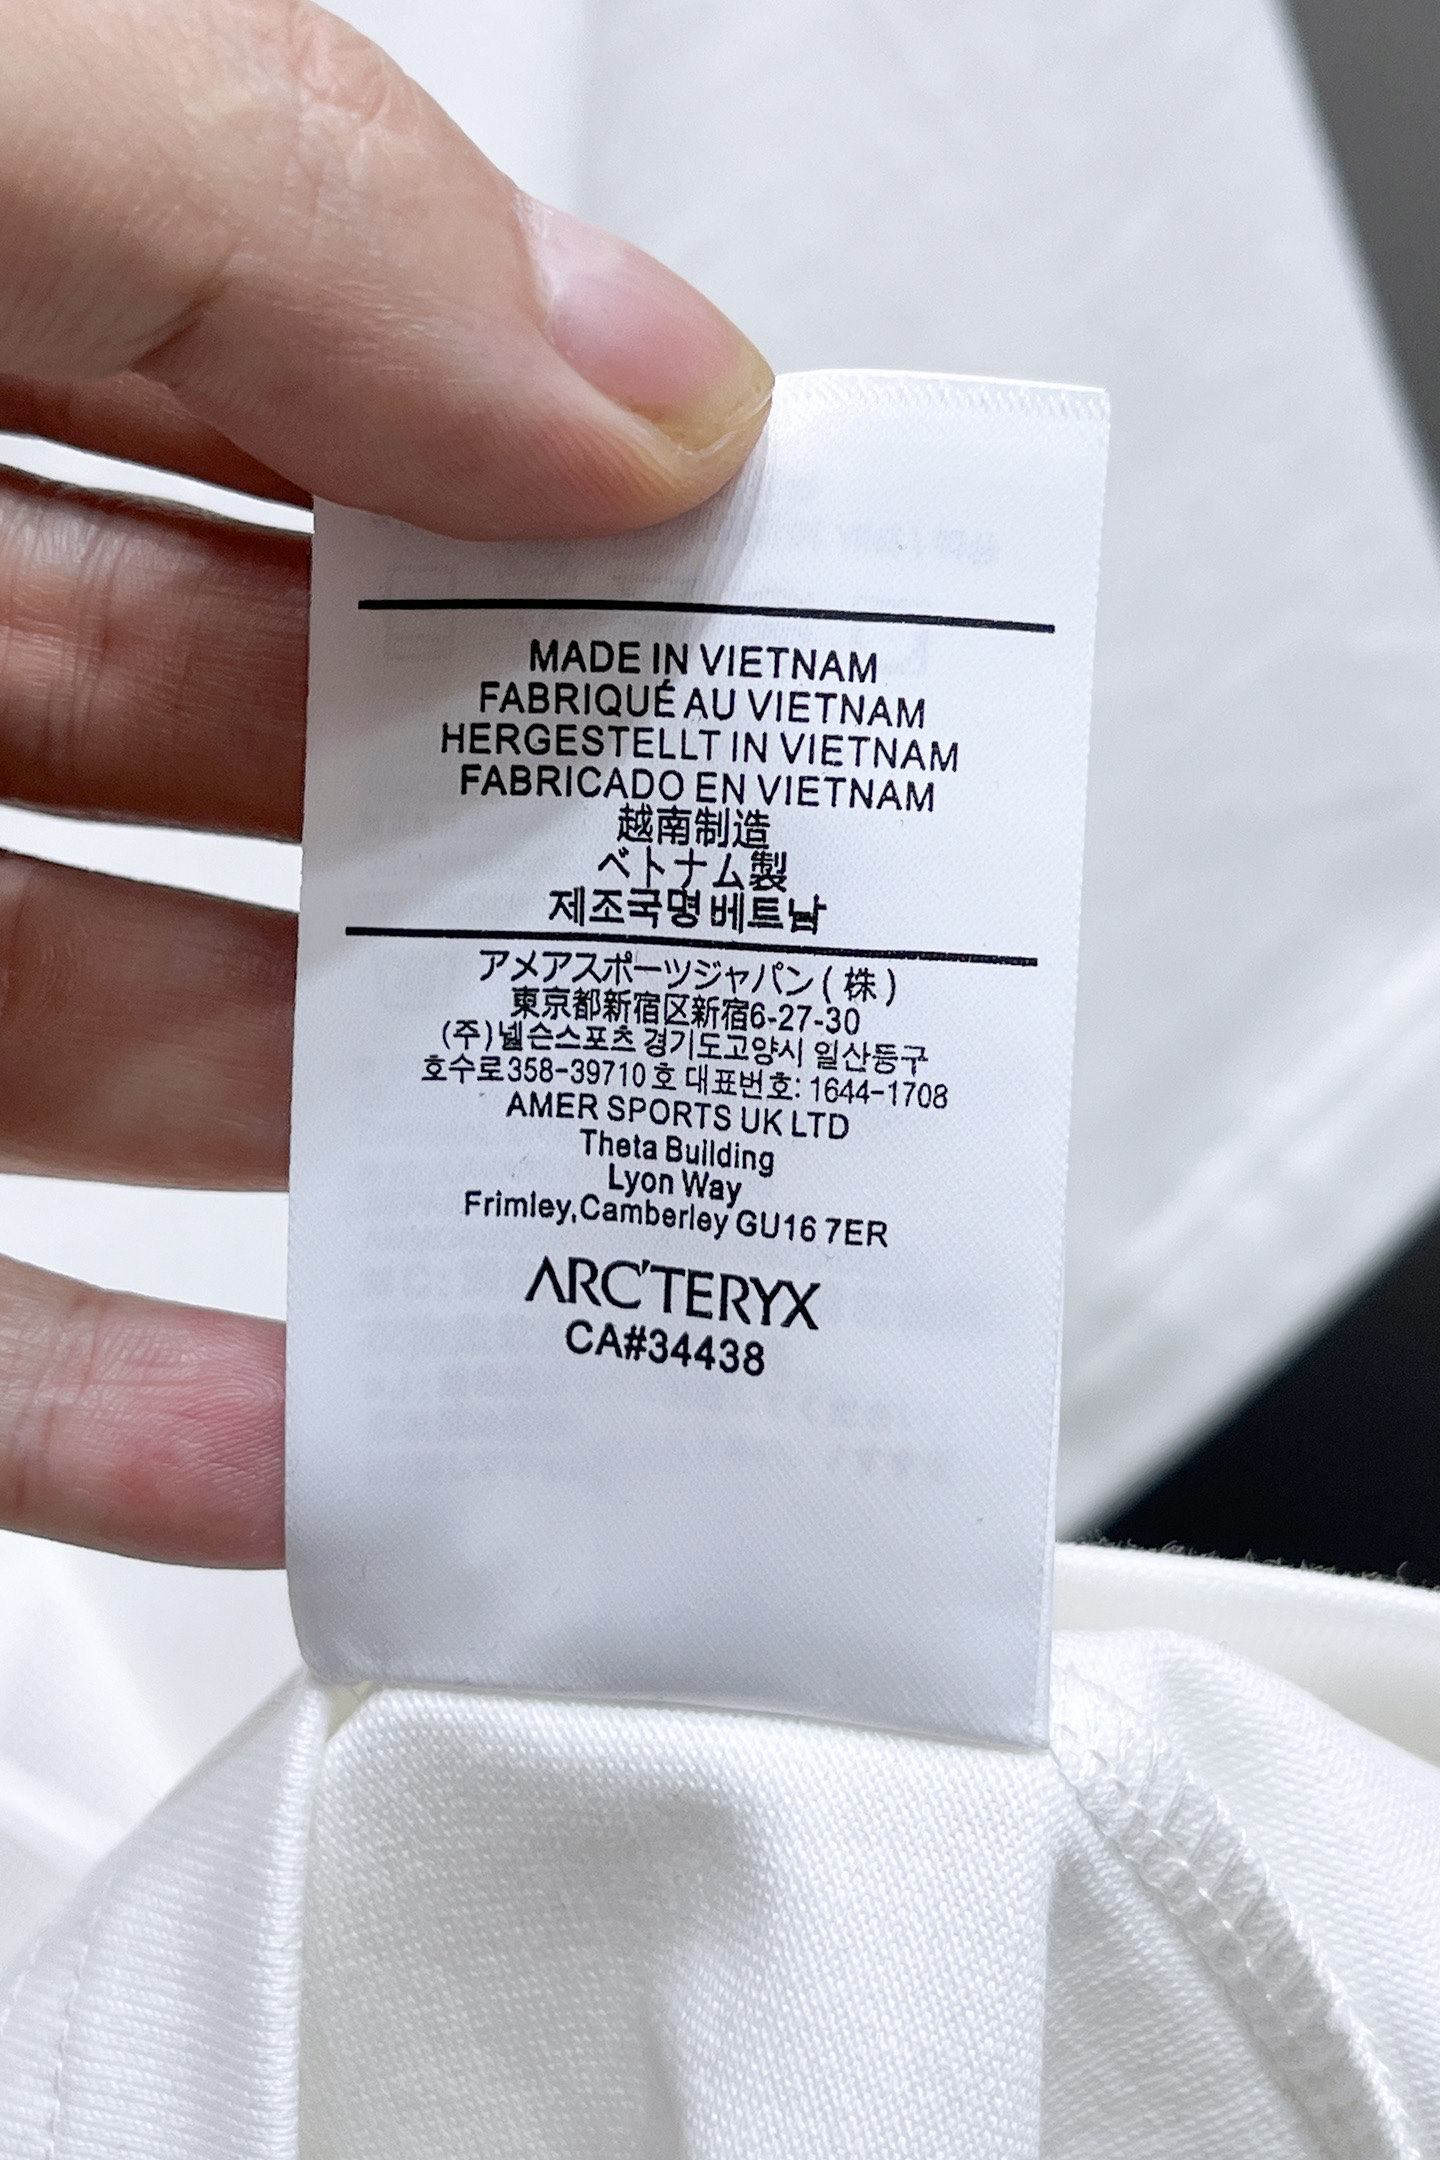 MADE IN VIETNAM
FABRIQUÉ AU VIETNAM
HERGESTELLT IN VIETNAM
FABRICADO EN VIETNAM
越南制造
ベトナム製
제조국명 베트남
アメアスポーツジャパン(株)
東京都新宿区新宿6-27-30
(주)넬슨스포츠 경기도고양시 일산동구
호수로358-39710호 대표번호: 1644-1708
AMER SPORTS UK LTD
Theta Building
Lyon Way
Frimley,Camberley GU16 7ER
ARC'TERYX
CA#34438